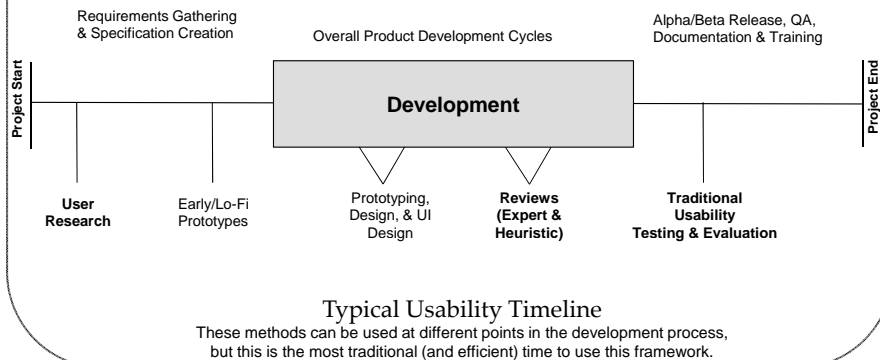 Requirements Gathering
& Specification Creation
Overall Product Development Cycles
Alpha/Beta Release, QA,
Documentation & Training
Project Start
Development
Project End
User
Research
Early/Lo-Fi
Prototypes
Prototyping,
Design, & UI
Design
Reviews
(Expert &
Heuristic)
Traditional
Usability
Testing & Evaluation
Typical Usability Timeline
These methods can be used at different points in the development process,
but this is the most traditional (and efficient) time to use this framework.